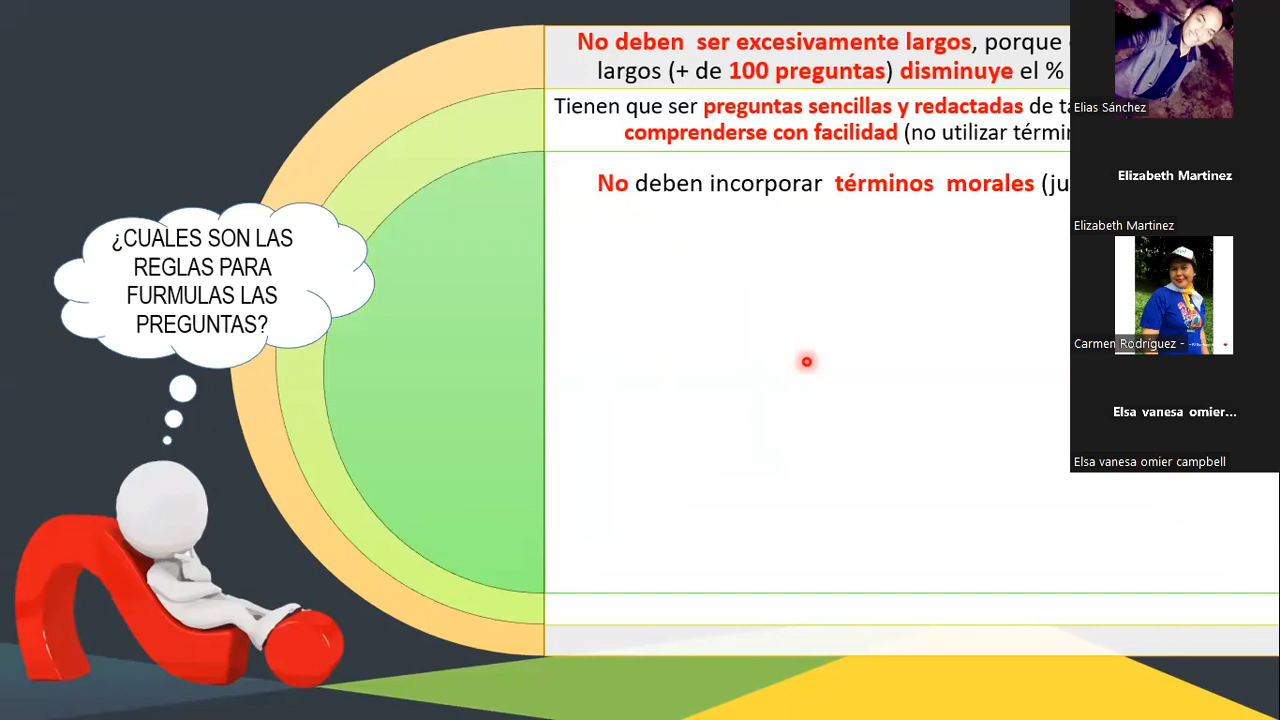 No deben ser excesivamente largos, porque
largos (+ de 100 preguntas) disminuye el %
Tienen que ser preguntas sencillas y redactadas de
comprenderse con facilidad (no utilizar
No deben incorporar términos morales
¿CUALES SON LAS
REGLAS PARA
FURMULAS LAS
PREGUNTAS?
Elias Sánchez
Elizabeth Martinez
Elizabeth Martinez
Carmen Rodríguez -
Elsa vanesa omier...
Elsa vanesa omier campbell